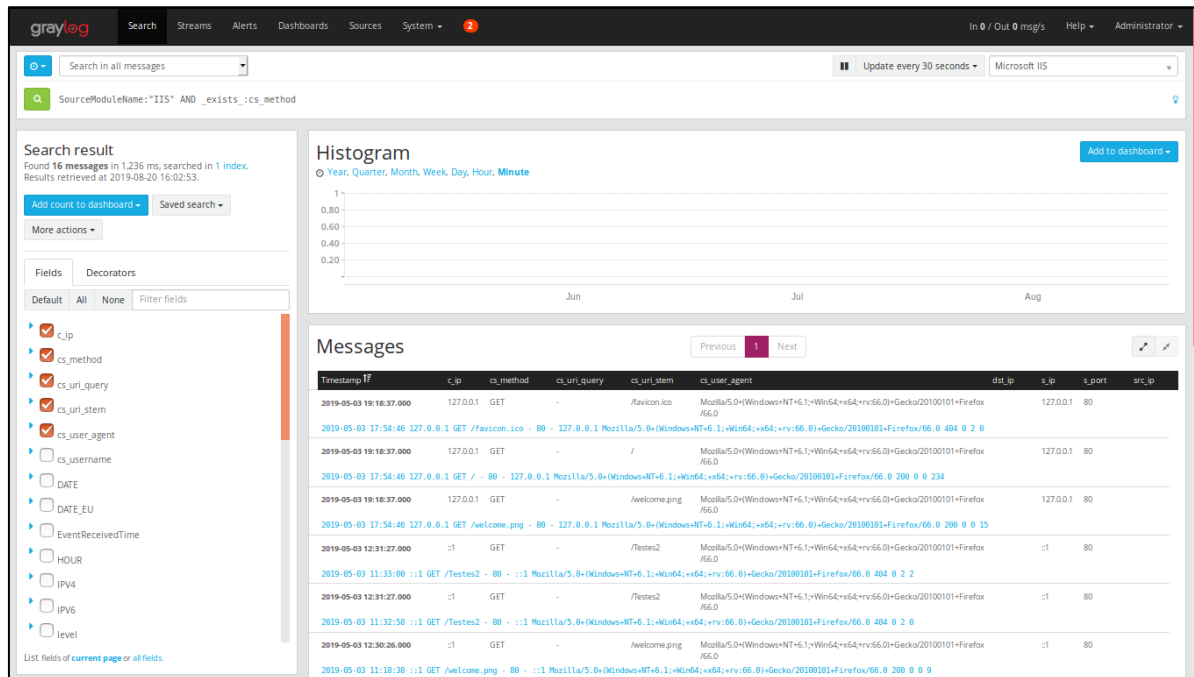 graylog Search Streams Alerts Dashboards Sources System 2 In 0 / Out 0 msg/s Help Administrator
Search in all messages Update every 30 seconds Microsoft IIS
SourceModuleName:"IIS" AND _exists_:cs_method
Search result
Found 16 messages in 1,236 ms, searched in 1 index.
Results retrieved at 2019-08-20 16:02:53.
Add count to dashboard Saved search
More actions
Fields Decorators
Default All None Filter fields
c_ip
cs_method
cs_uri_query
cs_uri_stem
cs_user_agent
cs_username
DATE
DATE_EU
EventReceivedTime
HOUR
IPV4
IPV6
level
List fields of current page or all fields.
Histogram
Add to dashboard
Year, Quarter, Month, Week, Day, Hour, Minute
1
0.80
0.60
0.40
0.20
Jun Jul Aug
Messages
Previous 1 Next
Timestamp c_ip cs_method cs_uri_query cs_uri_stem cs_user_agent dst_ip s_ip s_port src_ip
2019-05-03 19:18:37.000 127.0.0.1 GET - /favicon.ico Mozilla/5.0+(Windows+NT+6.1;+Win64;+x64;+rv:66.0)+Gecko/20100101+Firefox 127.0.0.1 80
/66.0
2019-05-03 17:54:46 127.0.0.1 GET /favicon.ico - 80 - 127.0.0.1 Mozilla/5.0+(Windows+NT+6.1;+Win64;+x64;+rv:66.0)+Gecko/20100101+Firefox/66.0 404 0 2 0
2019-05-03 19:18:37.000 127.0.0.1 GET - / Mozilla/5.0+(Windows+NT+6.1;+Win64;+x64;+rv:66.0)+Gecko/20100101+Firefox 127.0.0.1 80
/66.0
2019-05-03 17:54:46 127.0.0.1 GET / - 80 - 127.0.0.1 Mozilla/5.0+(Windows+NT+6.1;+Win64;+x64;+rv:66.0)+Gecko/20100101+Firefox/66.0 200 0 0 234
2019-05-03 19:18:37.000 127.0.0.1 GET - /welcome.png Mozilla/5.0+(Windows+NT+6.1;+Win64;+x64;+rv:66.0)+Gecko/20100101+Firefox 127.0.0.1 80
/66.0
2019-05-03 17:54:46 127.0.0.1 GET /welcome.png - 80 - 127.0.0.1 Mozilla/5.0+(Windows+NT+6.1;+Win64;+x64;+rv:66.0)+Gecko/20100101+Firefox/66.0 200 0 0 15
2019-05-03 12:31:27.000 ::1 GET - /Testes2 Mozilla/5.0+(Windows+NT+6.1;+Win64;+x64;+rv:66.0)+Gecko/20100101+Firefox ::1 80
/66.0
2019-05-03 11:33:00 ::1 GET /Testes2 - 80 - ::1 Mozilla/5.0+(Windows+NT+6.1;+Win64;+x64;+rv:66.0)+Gecko/20100101+Firefox/66.0 404 0 2 2
2019-05-03 12:31:27.000 ::1 GET - /Testes2 Mozilla/5.0+(Windows+NT+6.1;+Win64;+x64;+rv:66.0)+Gecko/20100101+Firefox ::1 80
/66.0
2019-05-03 11:32:58 ::1 GET /Testes2 - 80 - ::1 Mozilla/5.0+(Windows+NT+6.1;+Win64;+x64;+rv:66.0)+Gecko/20100101+Firefox/66.0 404 0 2 0
2019-05-03 12:30:26.000 ::1 GET - /welcome.png Mozilla/5.0+(Windows+NT+6.1;+Win64;+x64;+rv:66.0)+Gecko/20100101+Firefox ::1 80
/66.0
2019-05-03 11:18:38 ::1 GET /welcome.png - 80 - ::1 Mozilla/5.0+(Windows+NT+6.1;+Win64;+x64;+rv:66.0)+Gecko/20100101+Firefox/66.0 200 0 0 9